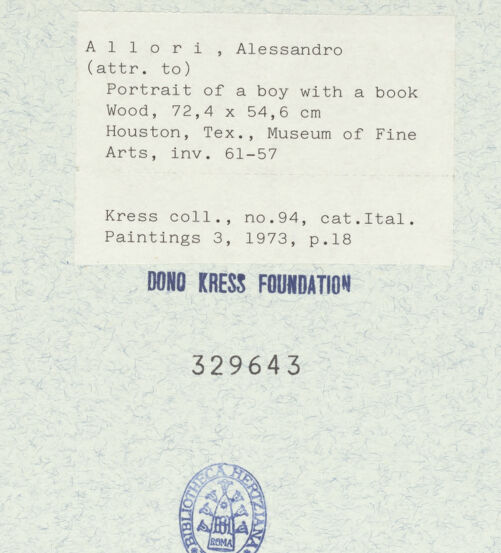 Allori, Alessandro
(attr. to)
Portrait of a boy with a book
Wood, 72,4 x 54,6 cm
Houston, Tex., Museum of Fine
Arts, inv. 61-57
Kress coll., no.94, cat.Ital.
Paintings 3, 1973, p.18
DONO KRESS FOUNDATION
329643
BIBLIOTHECA HERTZIANA
ROMA